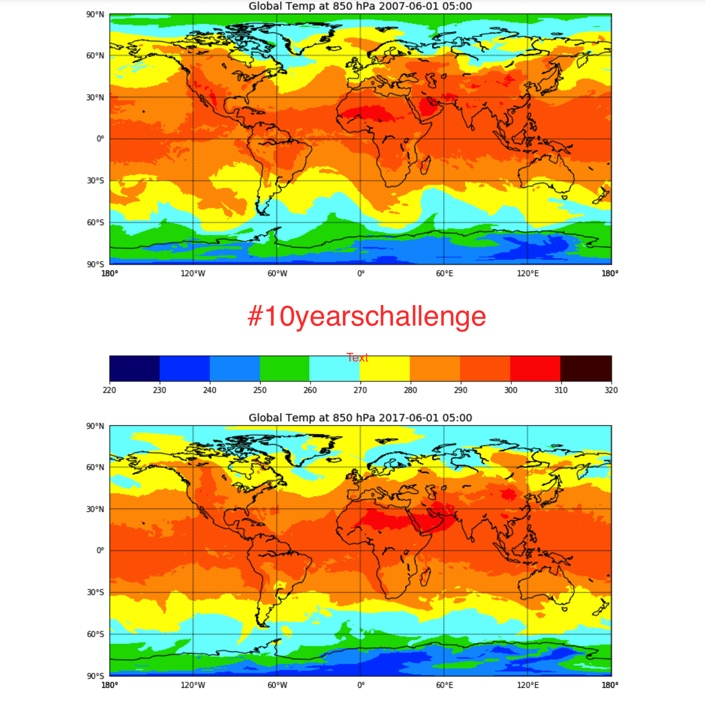 Global Temp at 850 hPa 2007-06-01 05:00
90°N
60°N
30°N
0°
30°S
60°S
90°S
180° 120°W 60°W 0° 60°E 120°E 180°
#10yearschallenge
Text
220 230 240 250 260 270 280 290 300 310 320
Global Temp at 850 hPa 2017-06-01 05:00
90°N
60°N
30°N
0°
30°S
60°S
90°S
180° 120°W 60°W 0° 60°E 120°E 180°